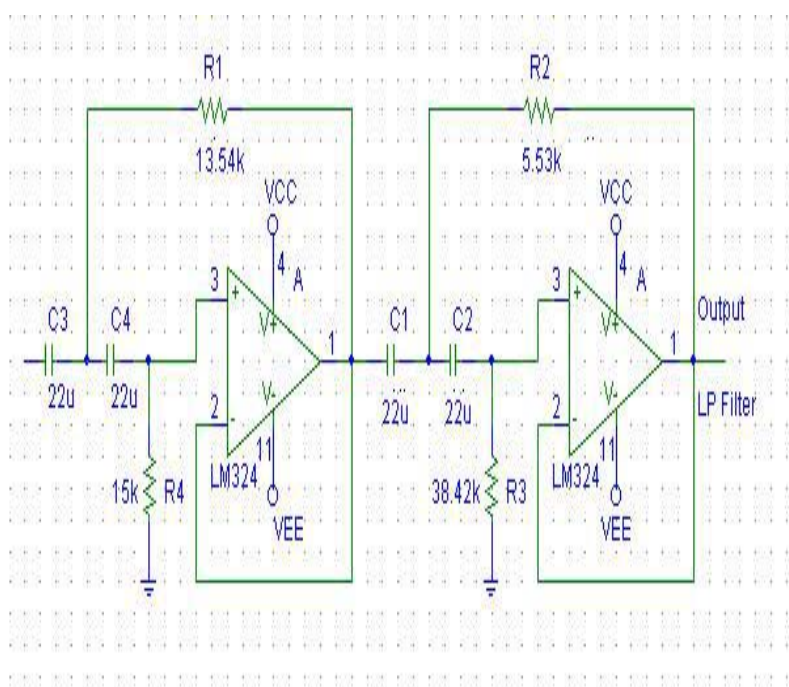 R1
13.54k
R2
5.53k
VCC
VCC
4
A
4
A
3
+
3
+
V+
V+
Output
C3
C4
1
C1
C2
1
22u
22u
V-
22u
22u
V-
LP Filter
2
-
2
-
11
11
15k
R4
LM324
38.42k
R3
LM324
VEE
VEE